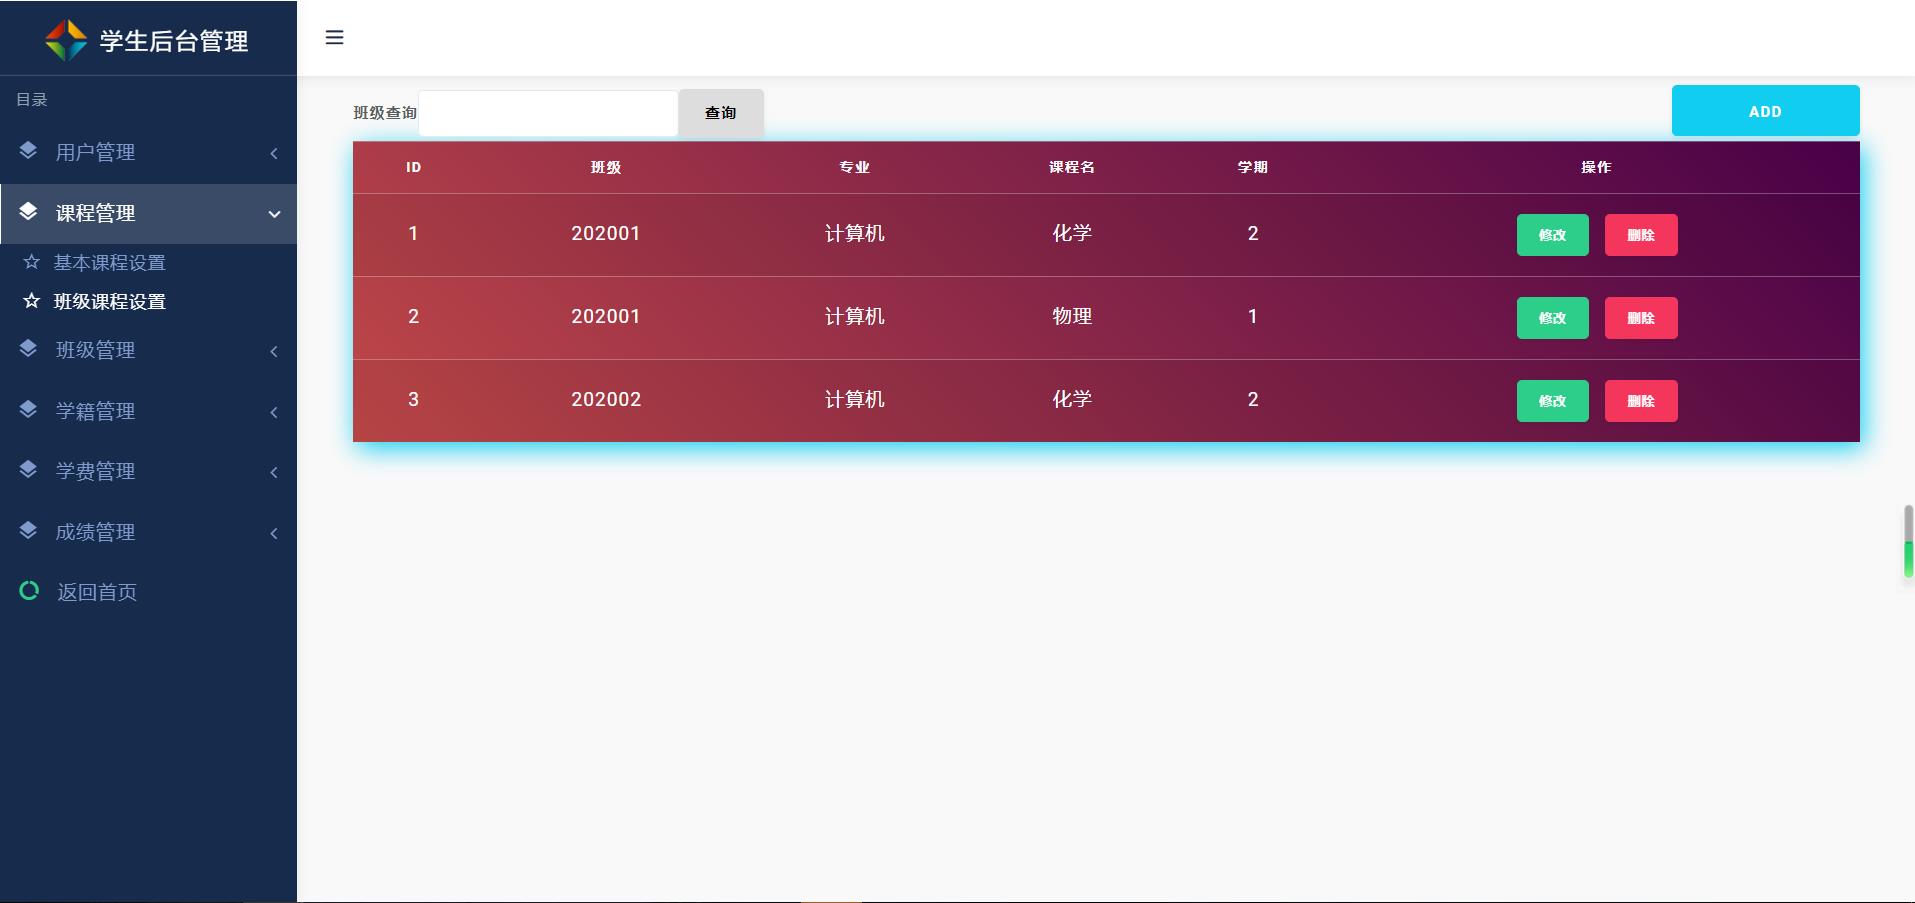 学生后台管理
目录
用户管理
课程管理
基本课程设置
班级课程设置
班级管理
学籍管理
学费管理
成绩管理
返回首页
班级查询 查询 ADD
ID 班级 专业 课程名 学期 操作
1 202001 计算机 化学 2 修改 删除
2 202001 计算机 物理 1 修改 删除
3 202002 计算机 化学 2 修改 删除